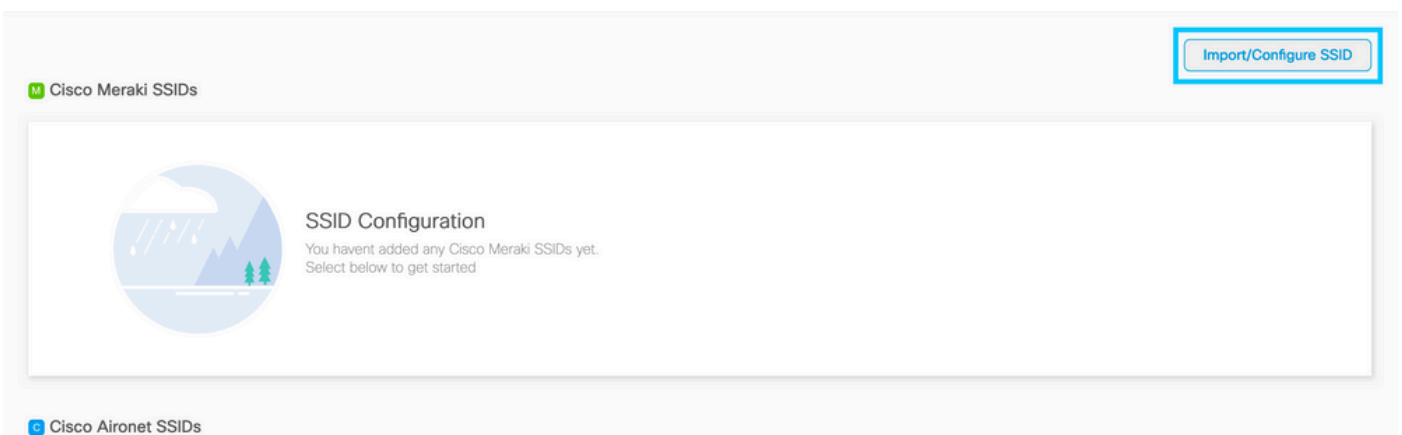 Import/Configure SSID
M Cisco Meraki SSIDs
SSID Configuration
You havent added any Cisco Meraki SSIDs yet.
Select below to get started
C Cisco Aironet SSIDs